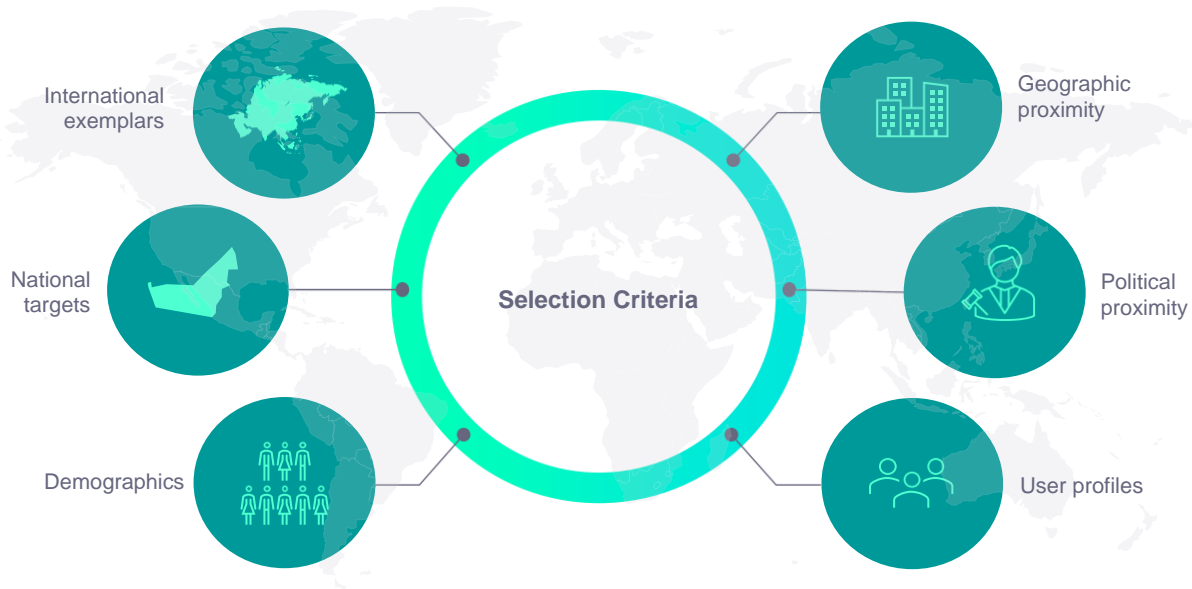 International
exemplars
National
targets
Demographics
Selection Criteria
Geographic
proximity
Political
proximity
User profiles